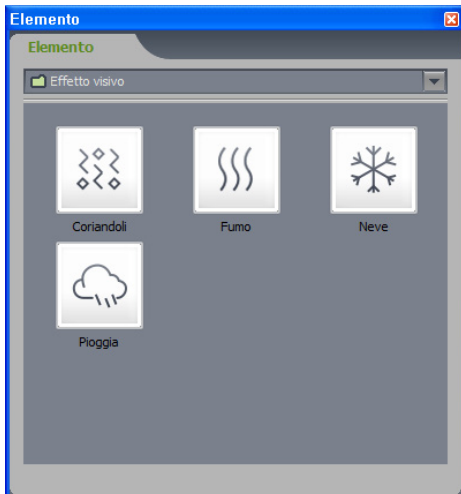 Elemento
Elemento
Effetto visivo
Coriandoli Fumo Neve
Pioggia